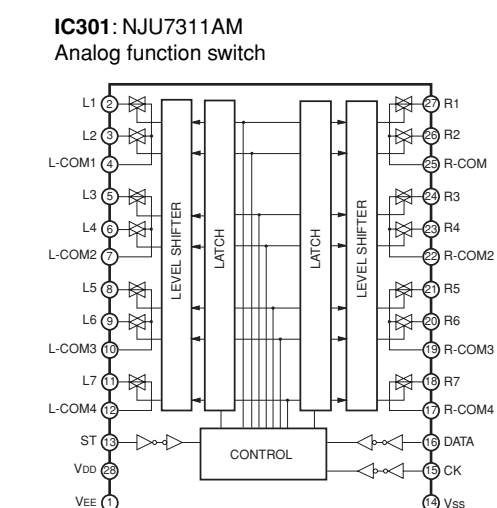 IC301: NJU7311AM
Analog function switch
L1 2
L2 3
L-COM1 4
L3 5
L4 6
L-COM2 7
L5 8
L6 9
L-COM3 10
L7 11
L-COM4 12
ST 13
VDD 28
VEE 1
LEVEL SHIFTER
LATCH
LATCH
LEVEL SHIFTER
CONTROL
27 R1
26 R2
25 R-COM
24 R3
23 R4
22 R-COM2
21 R5
20 R6
19 R-COM3
18 R7
17 R-COM4
16 DATA
15 CK
14 VSS